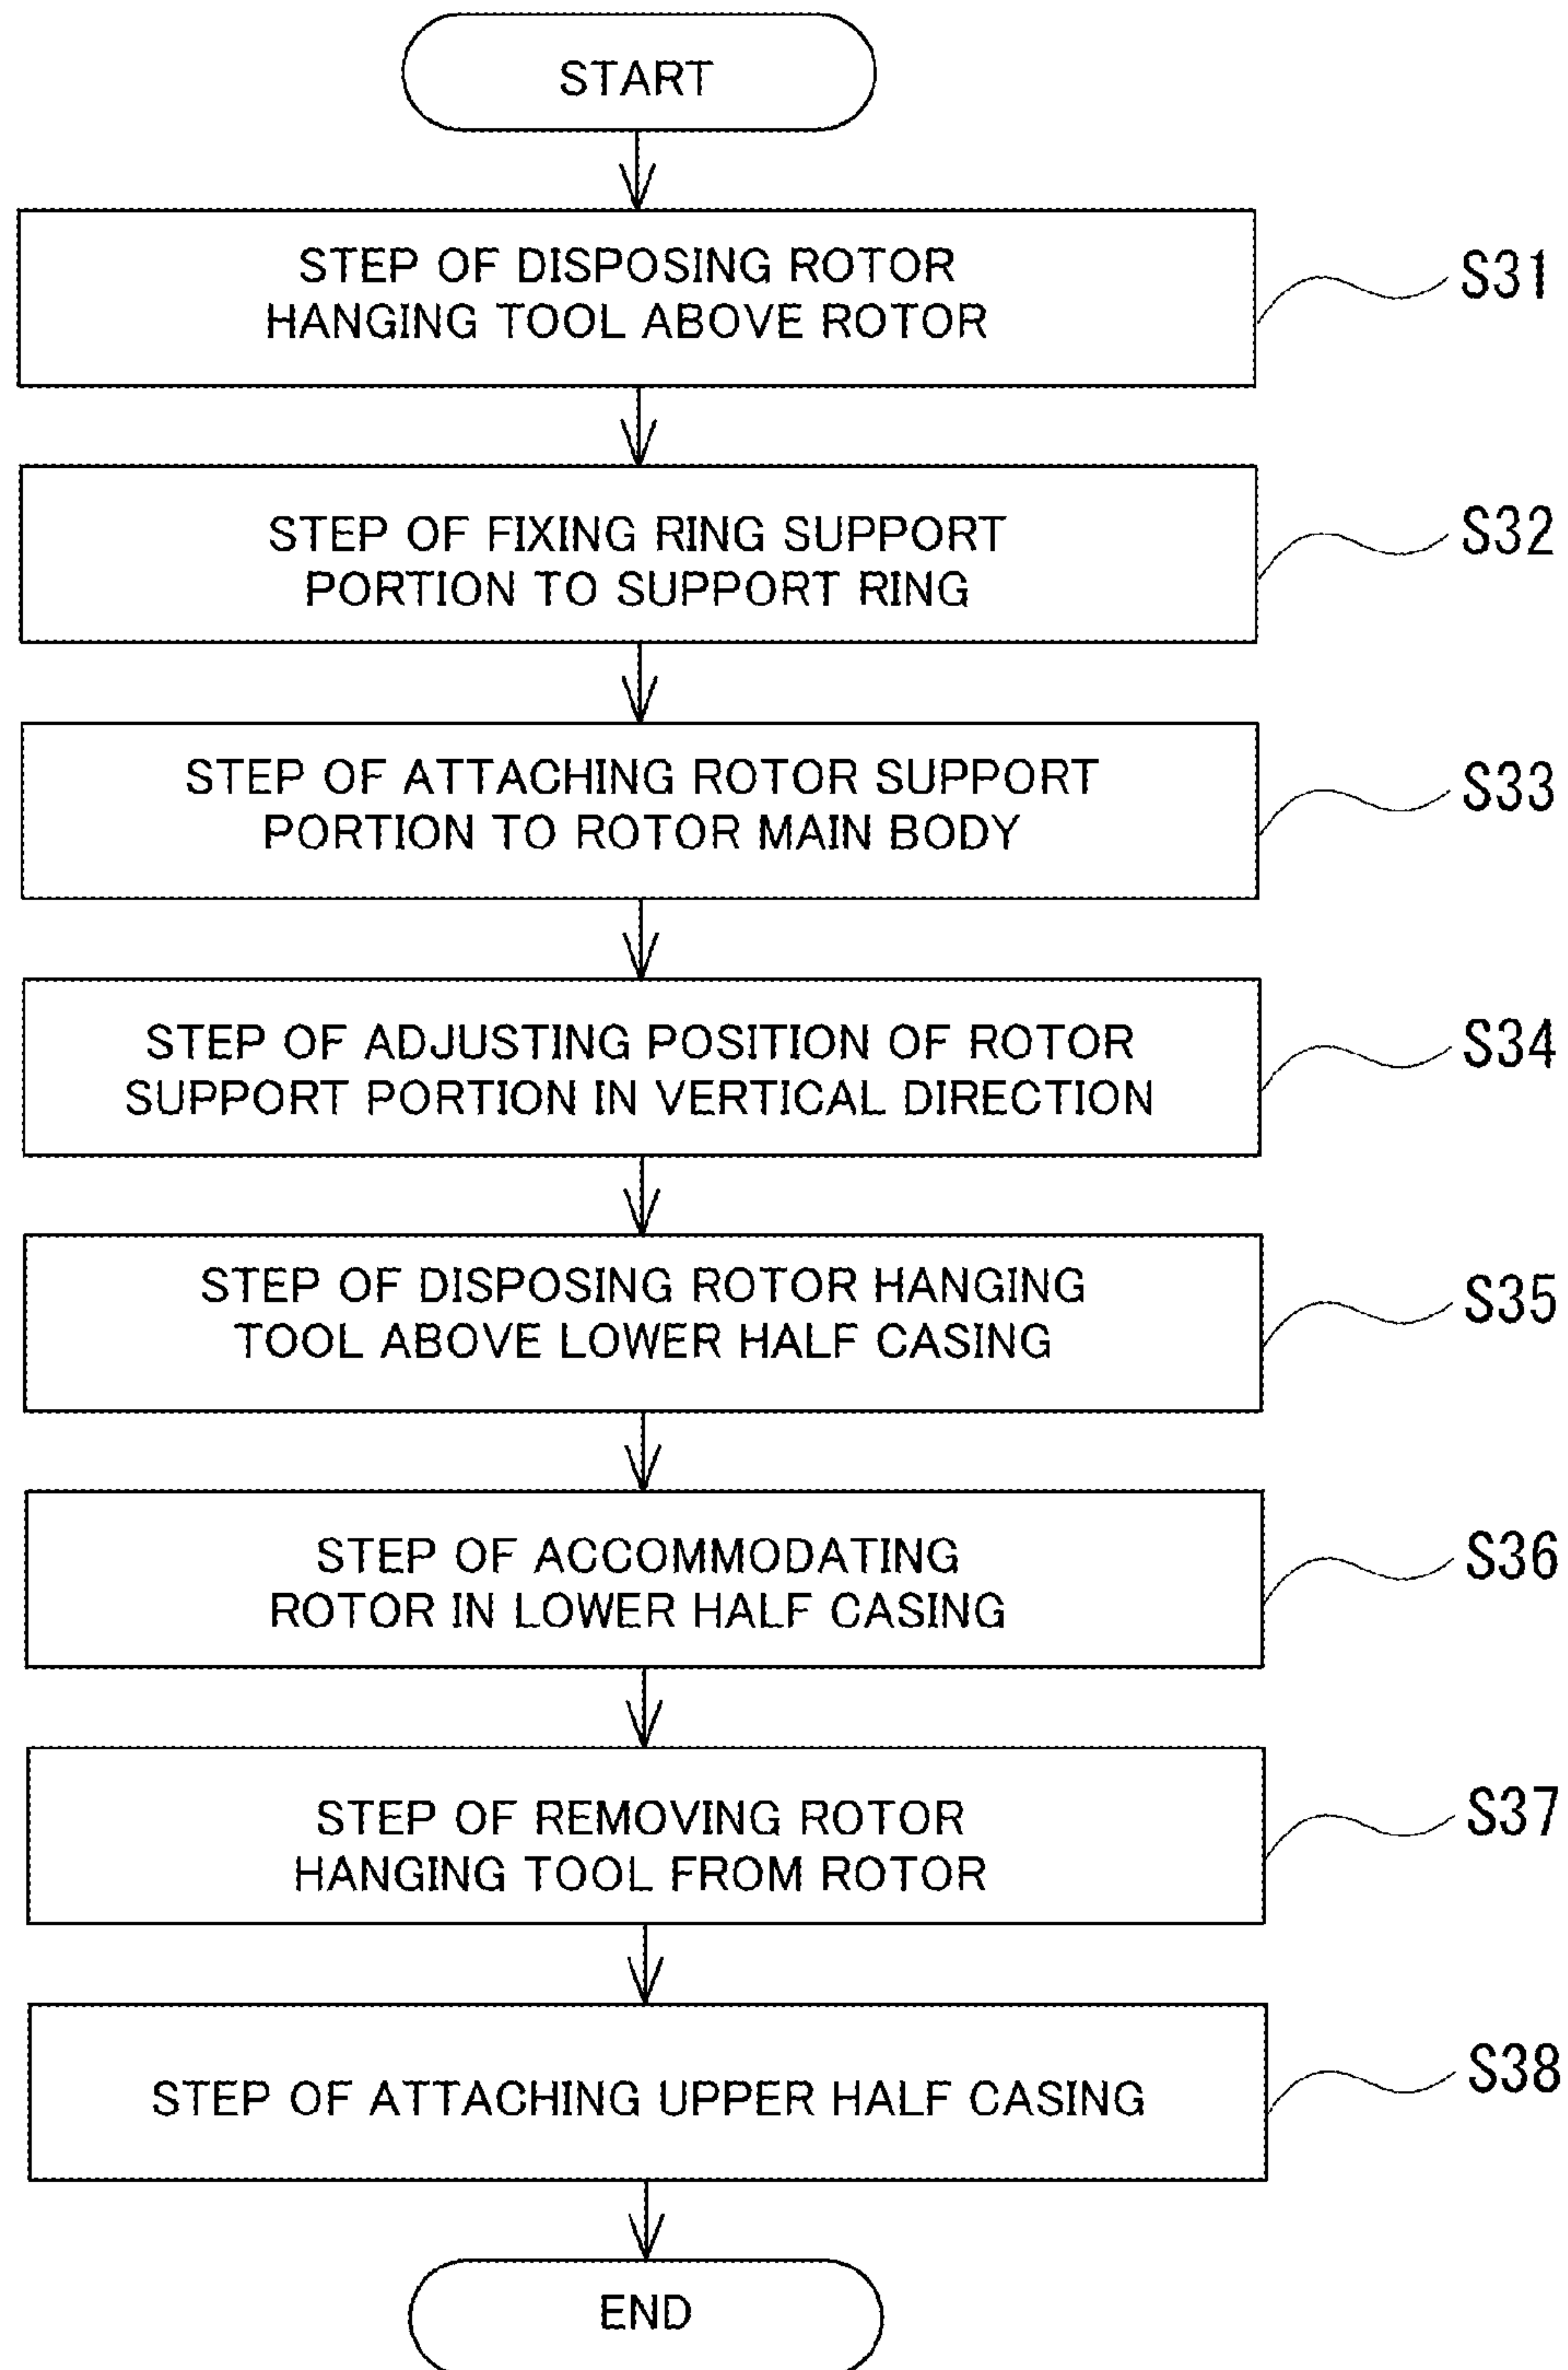 START
STEP OF DISPOSING ROTOR
HANGING TOOL ABOVE ROTOR
S31
STEP OF FIXING RING SUPPORT
PORTION TO SUPPORT RING
S32
STEP OF ATTACHING ROTOR SUPPORT
PORTION TO ROTOR MAIN BODY
S33
STEP OF ADJUSTING POSITION OF ROTOR
SUPPORT PORTION IN VERTICAL DIRECTION
S34
STEP OF DISPOSING ROTOR HANGING
TOOL ABOVE LOWER HALF CASING
S35
STEP OF ACCOMMODATING
ROTOR IN LOWER HALF CASING
S36
STEP OF REMOVING ROTOR
HANGING TOOL FROM ROTOR
S37
STEP OF ATTACHING UPPER HALF CASING
S38
END